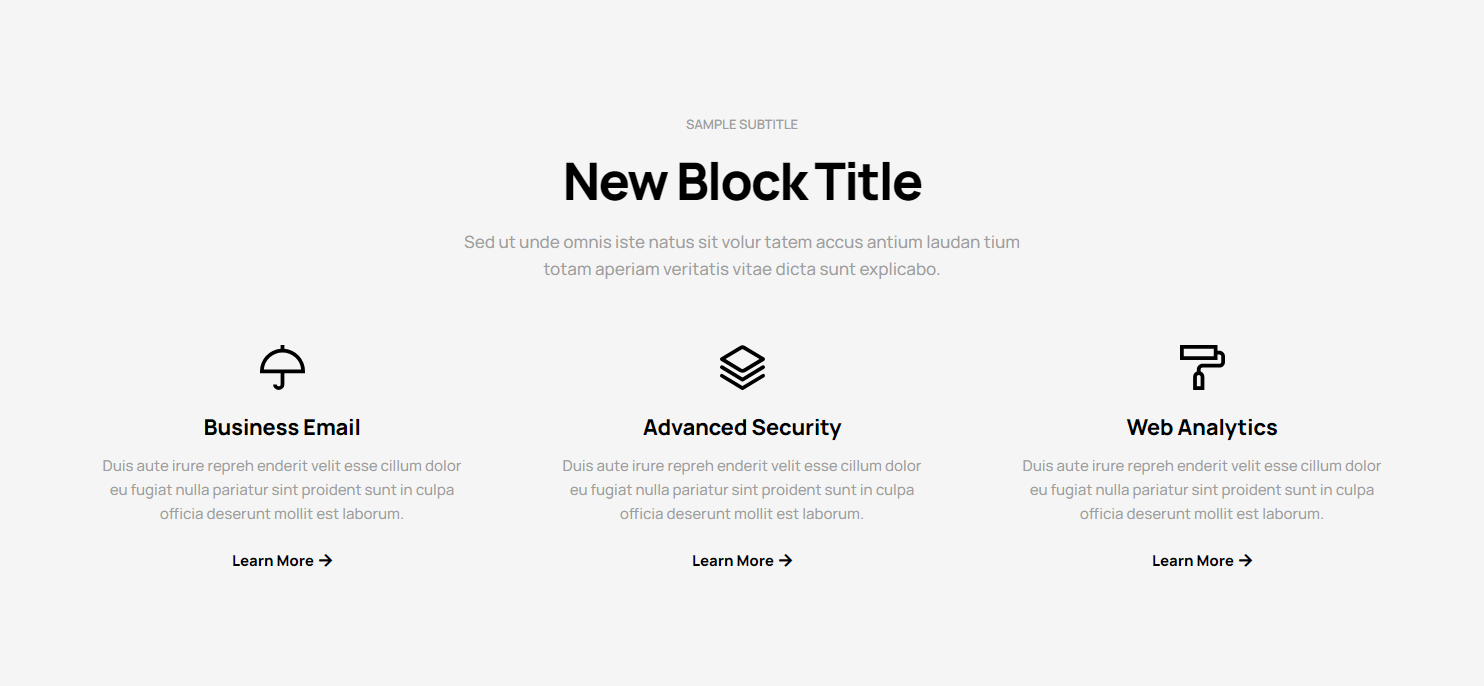 SAMPLE SUBTITLE
New Block Title
Sed ut unde omnis iste natus sit volur tatem accus antium laudan tium
totam aperiam veritatis vitae dicta sunt explicabo.
Business Email
Duis aute irure repreh enderit velit esse cillum dolor
eu fugiat nulla pariatur sint proident sunt in culpa
officia deserunt mollit est laborum.
Learn More →
Advanced Security
Duis aute irure repreh enderit velit esse cillum dolor
eu fugiat nulla pariatur sint proident sunt in culpa
officia deserunt mollit est laborum.
Learn More →
Web Analytics
Duis aute irure repreh enderit velit esse cillum dolor
eu fugiat nulla pariatur sint proident sunt in culpa
officia deserunt mollit est laborum.
Learn More →